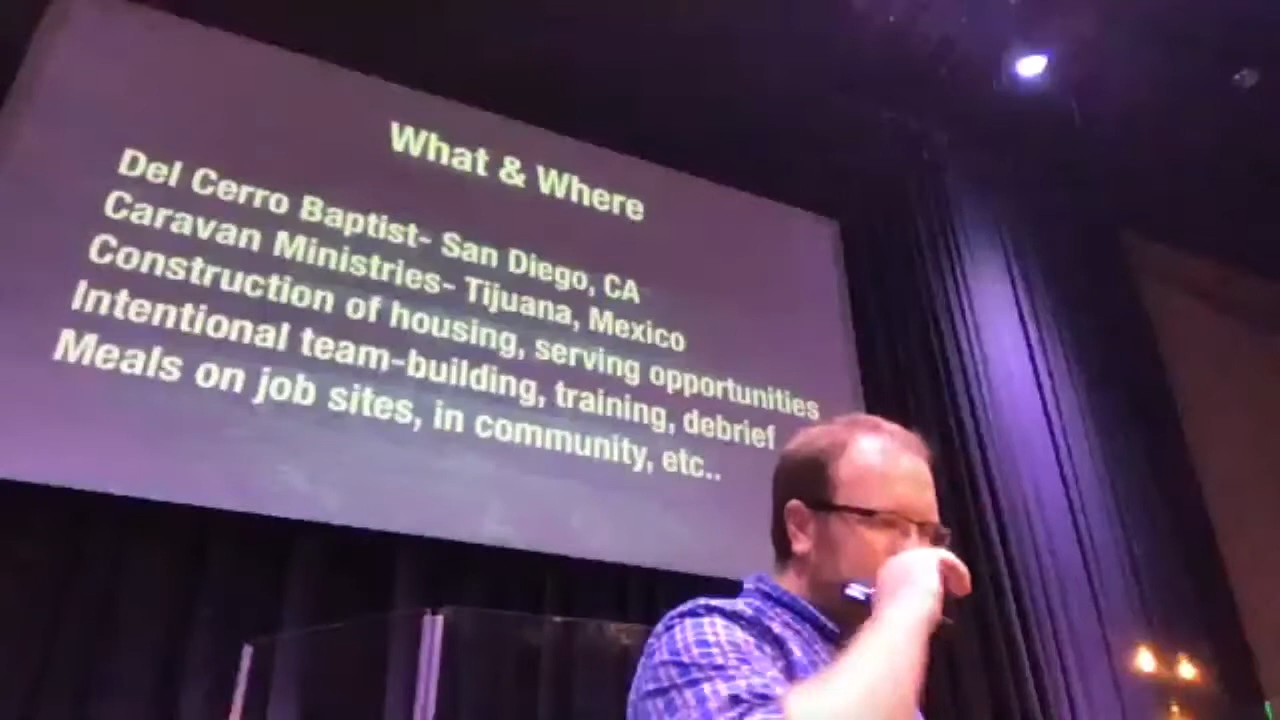 What & Where
Del Cerro Baptist- San Diego, CA
Caravan Ministries- Tijuana, Mexico
Construction of housing, serving opportunities
Intentional team-building, training, debrief
Meals on job sites, in community, etc..